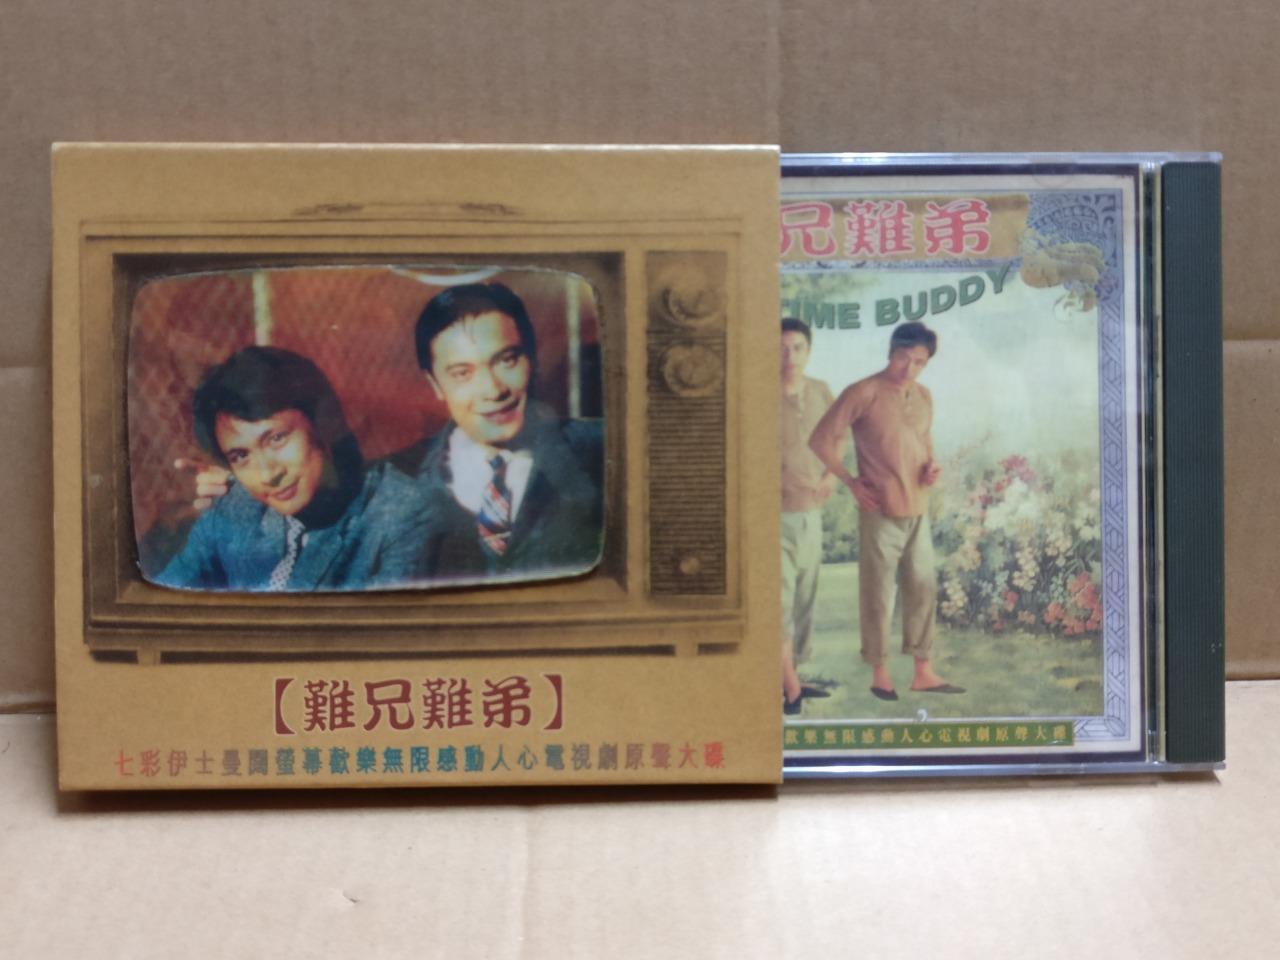 【難兄難弟】
七彩伊士曼闊螢幕歡樂無限感動人心電視劇原聲大碟
兄難弟
TIME BUDDY
歡樂無限感動人心電視劇原聲大碟